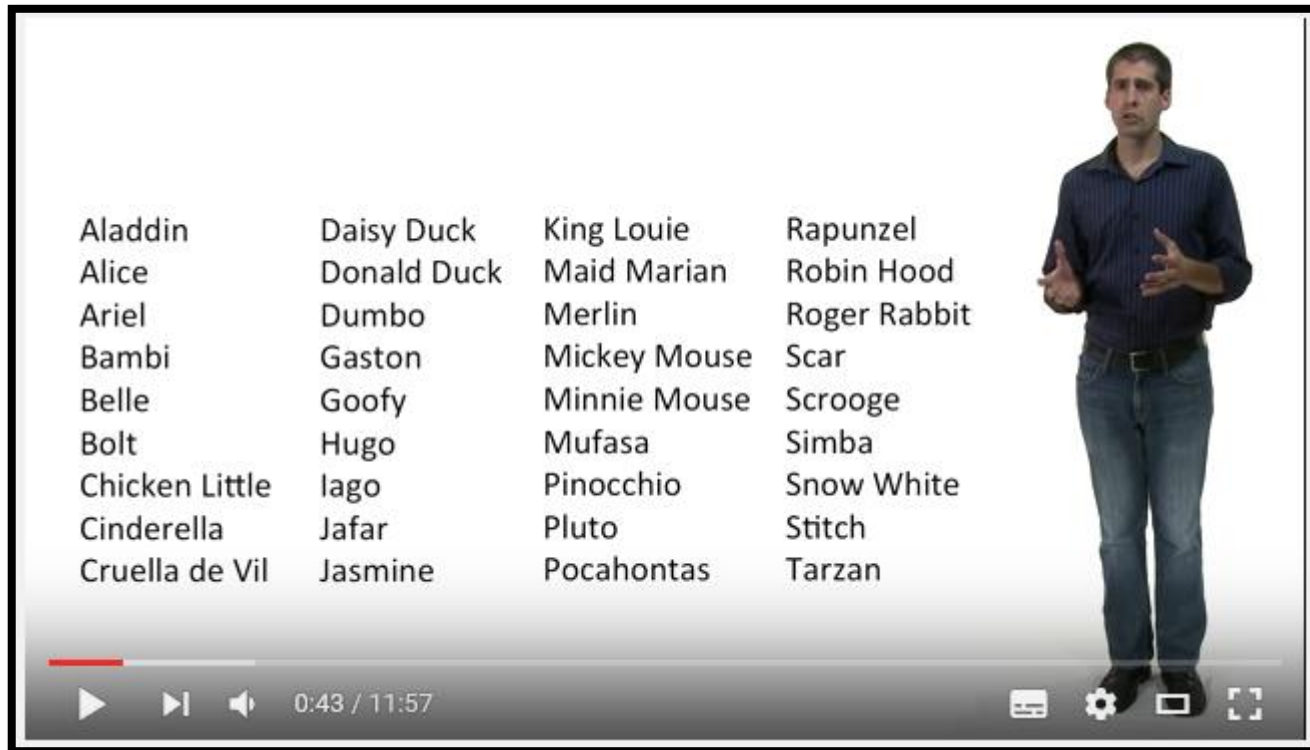 Aladdin
Alice
Ariel
Bambi
Belle
Bolt
Chicken Little
Cinderella
Cruella de Vil
Daisy Duck
Donald Duck
Dumbo
Gaston
Goofy
Hugo
Iago
Jafar
Jasmine
King Louie
Maid Marian
Merlin
Mickey Mouse
Minnie Mouse
Mufasa
Pinocchio
Pluto
Pocahontas
Rapunzel
Robin Hood
Roger Rabbit
Scar
Scrooge
Simba
Snow White
Stitch
Tarzan
0:43 / 11:57